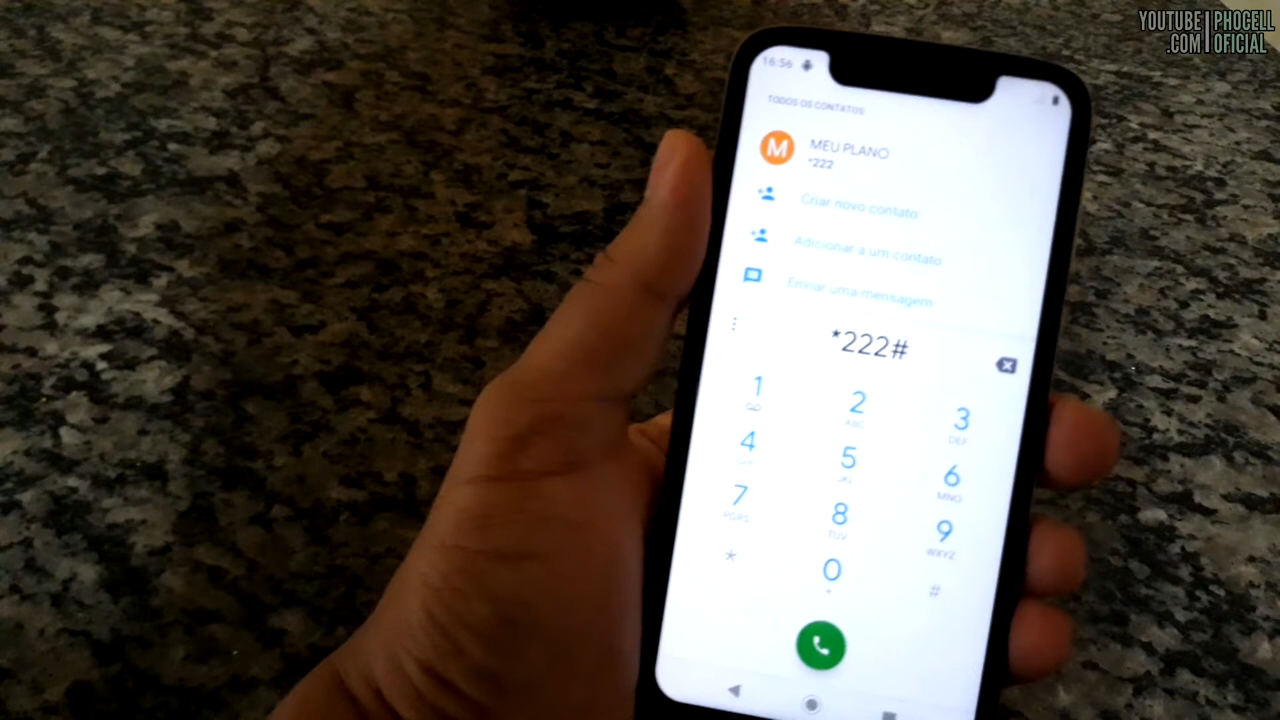 YOUTUBE
.COM
PHOCELL
OFICIAL
16:56
TODOS OS CONTATOS
M
MEU PLANO
*222
Criar novo contato
Adicionar a um contato
Enviar uma mensagem
*222#
1
2
ABC
3
DEF
4
GHI
5
JKL
6
MNO
7
PQRS
8
TUV
9
WXYZ
*
0
+
#